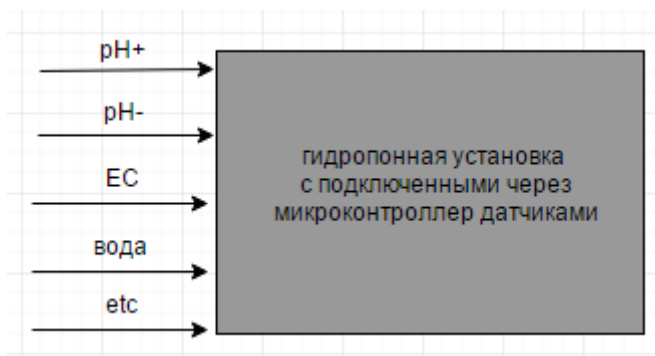 pH+
pH-
EC
вода
etc
гидропонная установка
с подключенными через
микроконтроллер датчиками